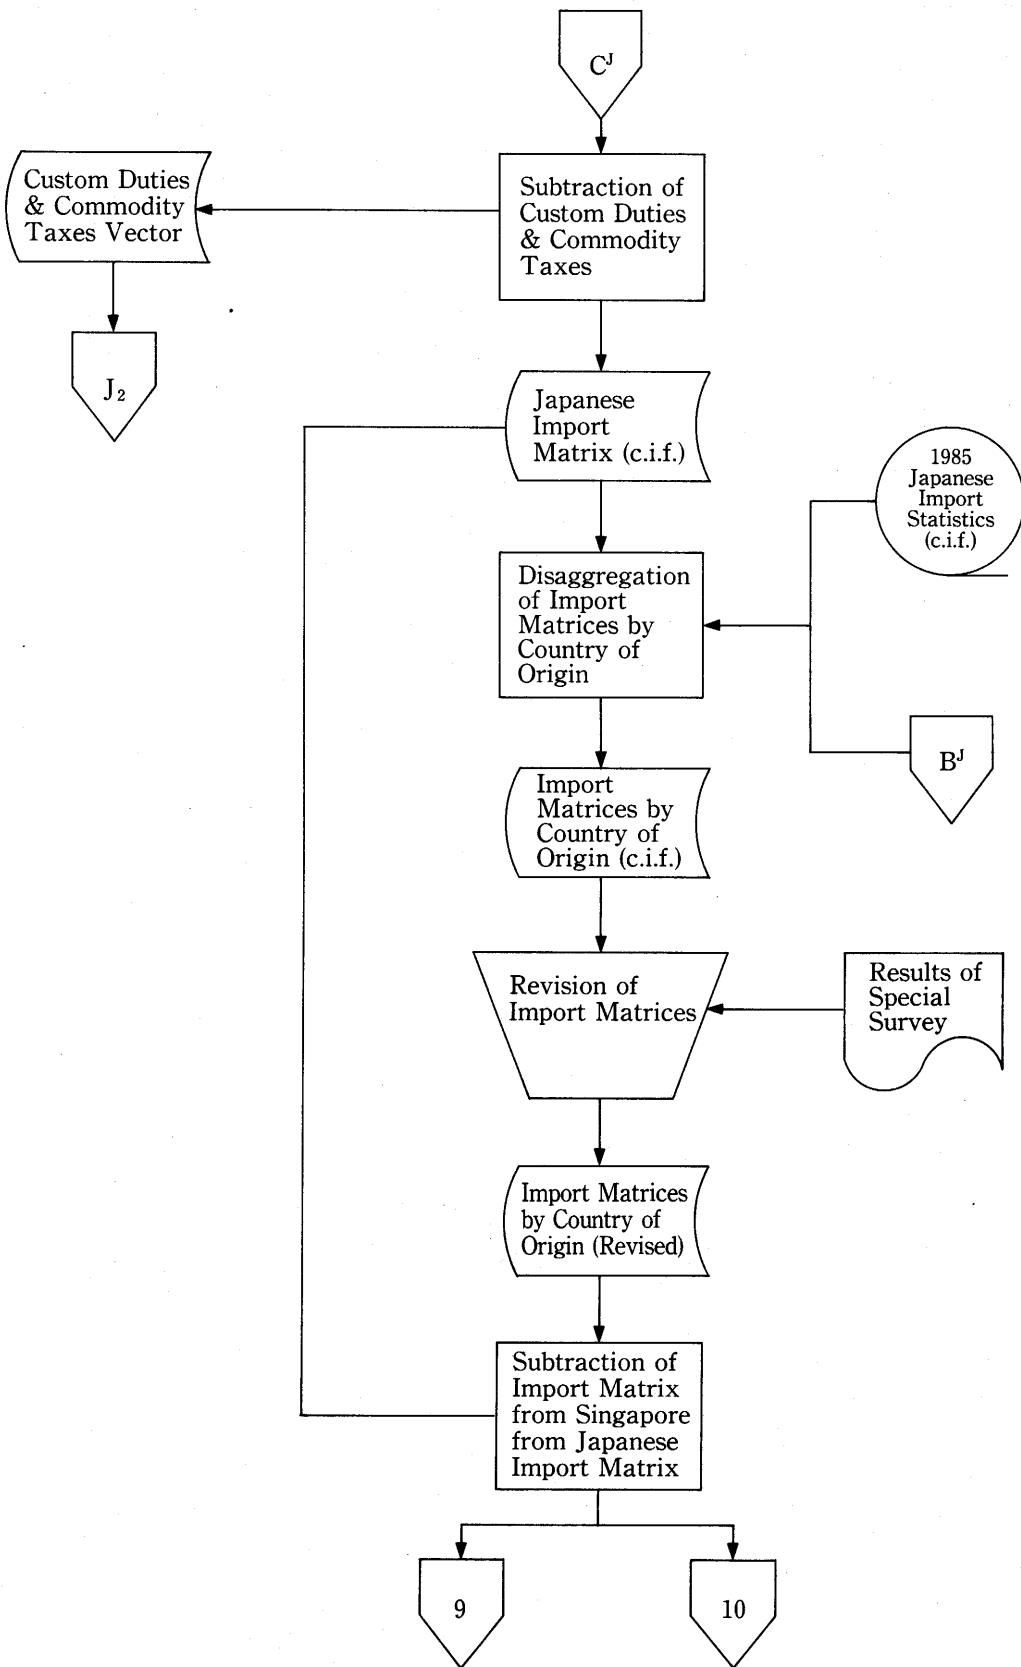 C^J
Subtraction of
Custom Duties
& Commodity
Taxes
Custom Duties
& Commodity
Taxes Vector
J₂
Japanese
Import
Matrix (c.i.f.)
1985
Japanese
Import
Statistics
(c.i.f.)
Disaggregation
of Import
Matrices by
Country of
Origin
B^J
Import
Matrices by
Country of
Origin (c.i.f.)
Revision of
Import Matrices
Results of
Special
Survey
Import Matrices
by Country of
Origin (Revised)
Subtraction of
Import Matrix
from Singapore
from Japanese
Import Matrix
9
10